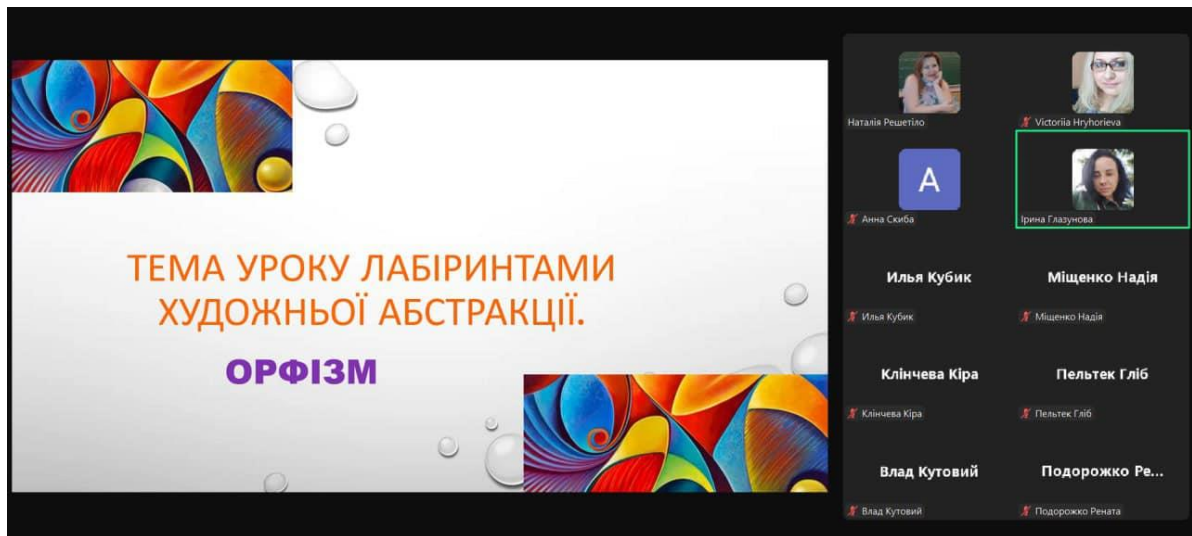 ТЕМА УРОКУ ЛАБІРИНТАМИ
ХУДОЖНЬОЇ АБСТРАКЦІЇ.
ОРФІЗМ
Наталія Решетіло
Victoriia Hryhorieva
А
Анна Скиба
Ірина Глазунова
Илья Кубик
Илья Кубик
Міщенко Надія
Міщенко Надія
Клінчева Кіра
Клінчева Кіра
Пельтек Гліб
Пельтек Гліб
Влад Кутовий
Влад Кутовий
Подорожко Ре...
Подорожко Рената